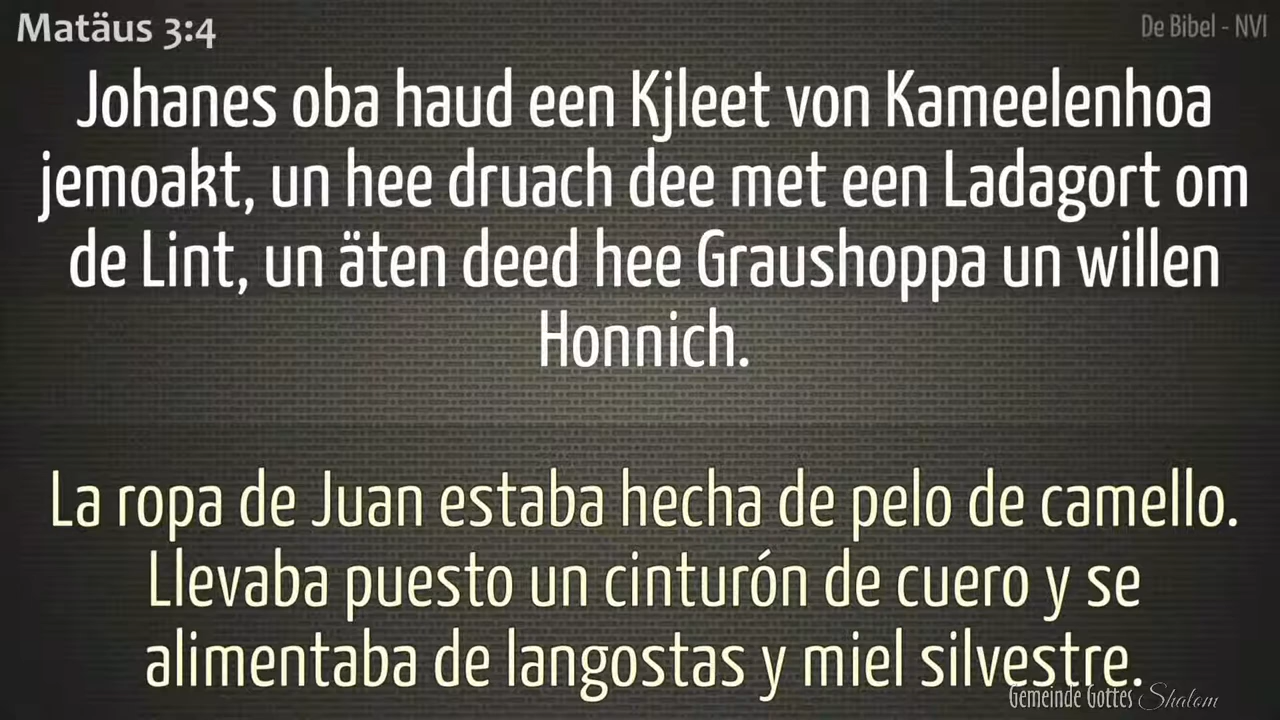 Matäus 3:4
De Bibel - NVI
Johanes oba haud een Kjleet von Kameelenhoa
jemoakt, un hee druach dee met een Ladagort om
de Lint, un äten deed hee Graushoppa un willen
Honnich.
La ropa de Juan estaba hecha de pelo de camello.
Llevaba puesto un cinturón de cuero y se
alimentaba de langostas y miel silvestre.
Gemeinde Gottes Shalom